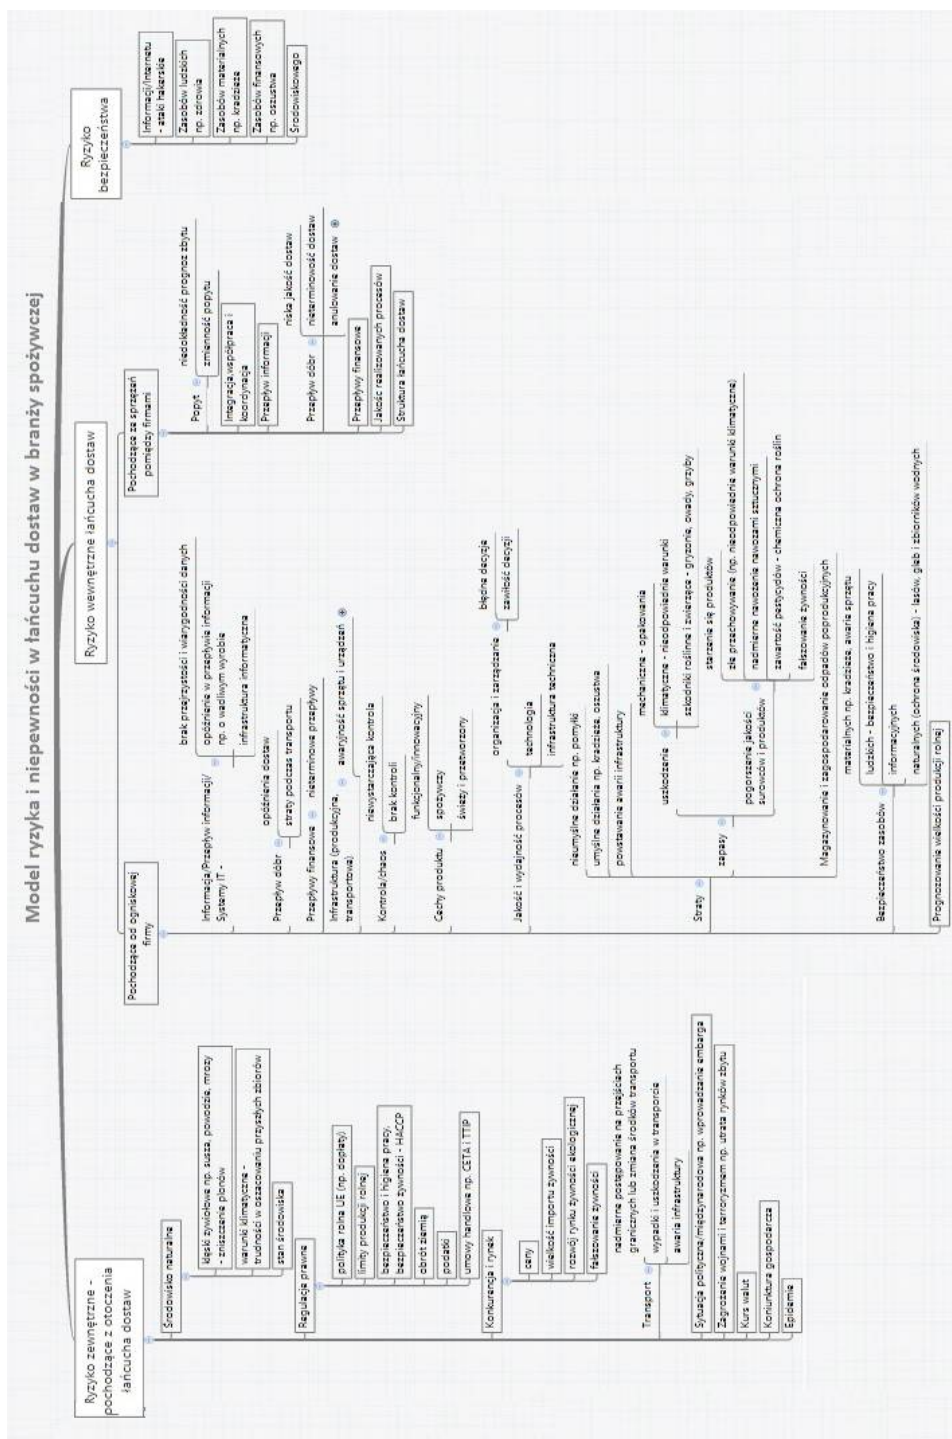 Model ryzyka i niepewności w łańcuchu dostaw w branży spożywczej
Ryzyko zewnętrzne -
pochodzące z otoczenia
łańcucha dostaw
Środowisko naturalne
klęski żywiołowe np. susza, powodzie, mrozy
- zniszczenie plonów
warunki klimatyczne -
trudności w oszacowaniu przyszłych zbiorów
stan środowiska
Regulacje prawne
polityka rolna UE (np. dopłaty)
limity produkcji rolnej
bezpieczeństwo i higiena pracy,
bezpieczeństwo żywności - HACCP
obrót ziemią
podatki
umowy handlowe np. CETA i TTIP
Konkurencja i rynek
ceny
wielkość importu żywności
rozwój rynku żywności ekologicznej
fałszowanie żywności
Transport
nadmierne postępowanie na przejściach
granicznych lub zmiana środków transportu
wypadki i uszkodzenia w transporcie
awaria infrastruktury
Sytuacja polityczna/międzynarodowa np. wprowadzenie embarga
Zagrożenie wojnami i terroryzmem np. utrata rynków zbytu
Kurs walut
Koniunktura gospodarcza
Epidemie
Ryzyko wewnętrzne łańcucha dostaw
Pochodzące od ogniskowej
firmy
Informacja/Przepływ informacji/
Systemy IT -
brak przejrzystości i wiarygodności danych
opóźnienie w przepływie informacji
np. o wadliwym wyrobie
infrastruktura informatyczna
Przepływ dóbr
opóźnienia dostaw
straty podczas transportu
Przepływy finansowe
nieterminowe przepływy
Infrastruktura (produkcyjna,
transportowa)
awaryjność sprzętu i urządzeń
Kontrola/chaos
niewystarczająca kontrola
brak kontroli
Cechy produktu
funkcjonalny/innowacyjny
spożywczy
świeży i przetworzony
Jakość i wydajność procesów
organizacja i zarządzanie
błędne decyzje
zawiłość decyzji
technologia
infrastruktura techniczna
Straty
nieumyślne działanie np. pomyłki
umyślne działania np. kradzieże, oszustwa
powstawanie awarii infrastruktury
zapasy
uszkodzenie
mechaniczne - opakowania
klimatyczne - nieodpowiednie warunki
szkodniki roślinne i zwierzęce - gryzonie, owady, grzyby
pogorszenie jakości
surowców i produktów
starzenie się produktów
złe przechowywanie (np. nieodpowiednie warunki klimatyczne)
nadmierne nawożenie nawozami sztucznymi
zawartość pestycydów - chemiczna ochrona roślin
fałszowanie żywności
Magazynowanie i zagospodarowanie odpadów poprodukcyjnych
Bezpieczeństwo zasobów
materialnych np. kradzieże, awarie sprzętu
ludzkich - bezpieczeństwo i higiena pracy
informacyjnych
naturalnych (ochrona środowiska) - lasów, gleb i zbiorników wodnych
Prognozowanie wielkości produkcji rolnej
Pochodzące ze sprzężeń
pomiędzy firmami
Popyt
niedokładność prognoz zbytu
zmienność popytu
Integracja,współpraca i
koordynacja
Przepływ informacji
Przepływ dóbr
niska jakość dostaw
nieterminowość dostaw
anulowanie dostaw
Przepływy finansowe
Jakość realizowanych procesów
Struktura łańcucha dostaw
Ryzyko
bezpieczeństwa
Informacji/Internetu
- ataki hakerskie
Zasobów ludzkich
np. zdrowia
Zasobów materialnych
np. kradzieże
Zasobów finansowych
np. oszustwa
Środowiskowego